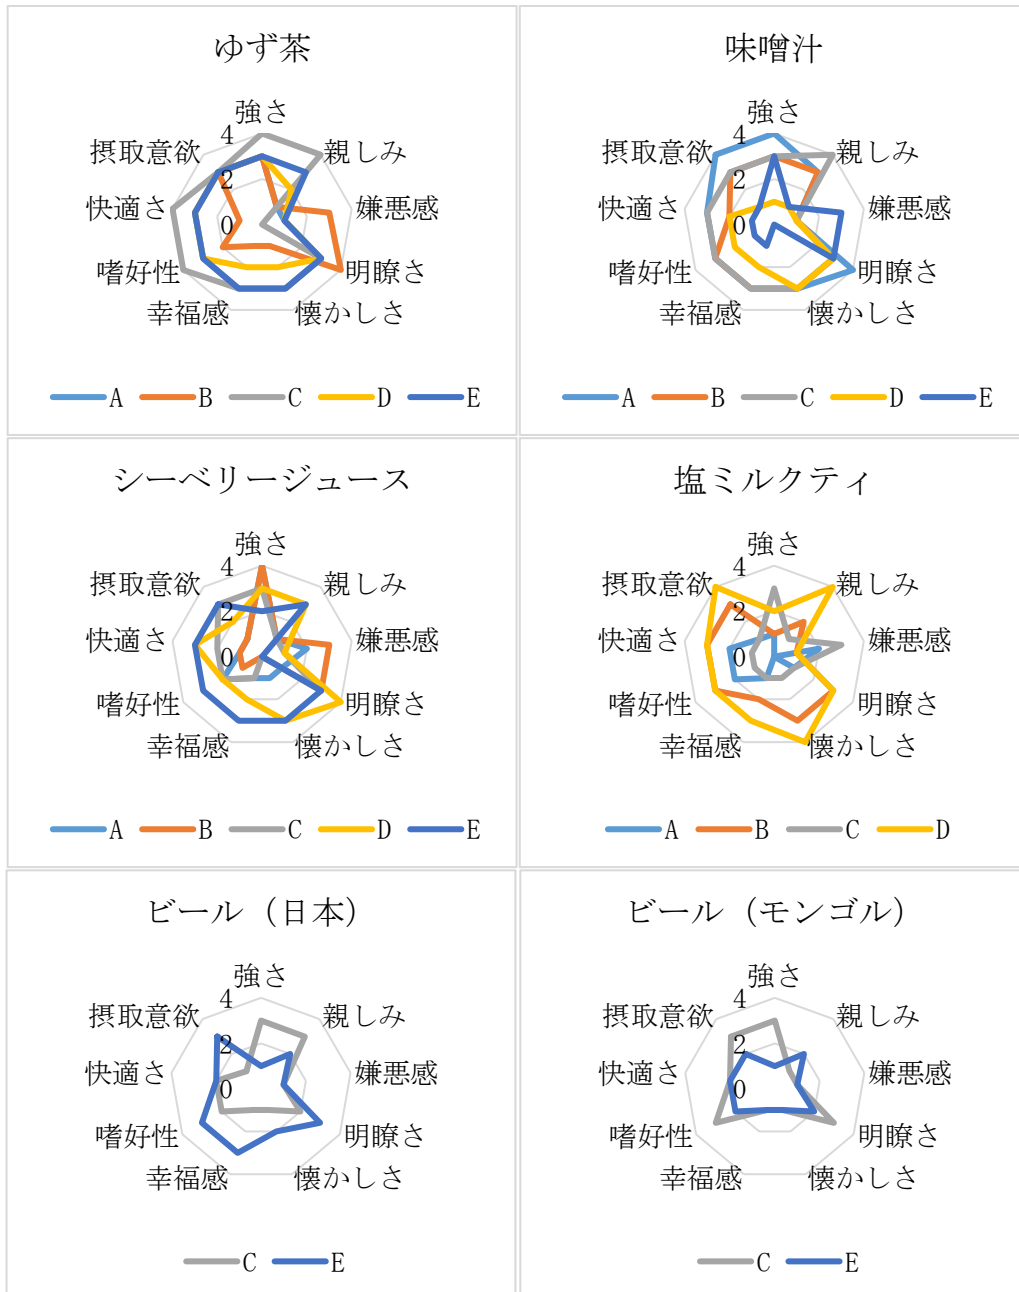 ゆず茶
強さ
親しみ
嫌悪感
明瞭さ
懐かしさ
幸福感
嗜好性
快適さ
摂取意欲
4
2
0
A B C D E
味噌汁
強さ
親しみ
嫌悪感
明瞭さ
懐かしさ
幸福感
嗜好性
快適さ
摂取意欲
4
2
0
A B C D E
シーベリージュース
強さ
親しみ
嫌悪感
明瞭さ
懐かしさ
幸福感
嗜好性
快適さ
摂取意欲
4
2
0
A B C D E
塩ミルクティ
強さ
親しみ
嫌悪感
明瞭さ
懐かしさ
幸福感
嗜好性
快適さ
摂取意欲
4
2
0
A B C D
ビール（日本）
強さ
親しみ
嫌悪感
明瞭さ
懐かしさ
幸福感
嗜好性
快適さ
摂取意欲
4
2
0
C E
ビール（モンゴル）
強さ
親しみ
嫌悪感
明瞭さ
懐かしさ
幸福感
嗜好性
快適さ
摂取意欲
4
2
0
C E